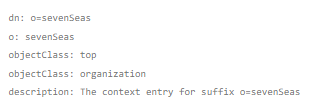 dn: o=sevenSeas
o: sevenSeas
objectClass: top
objectClass: organization
description: The context entry for suffix o=sevenSeas